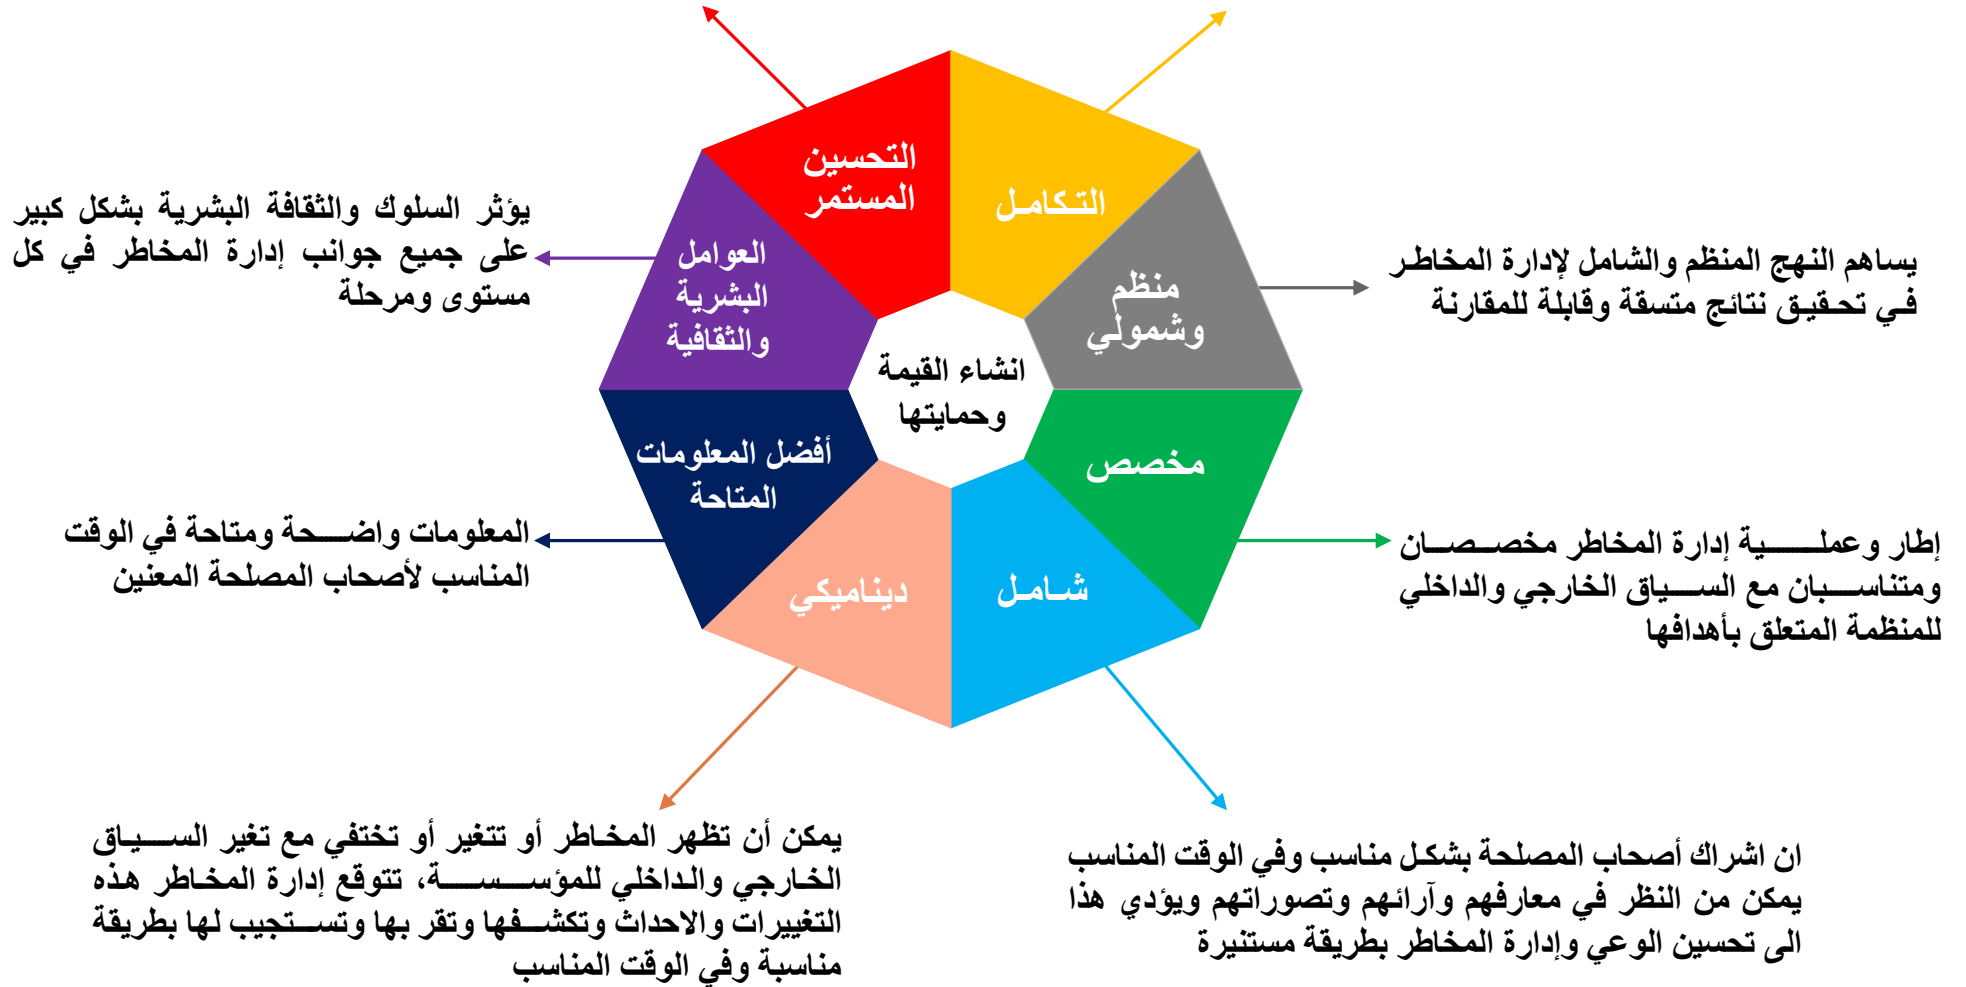 التحسين
المستمر
التكامل
منظم
وشمولي
مخصص
شامل
ديناميكي
أفضل المعلومات
المتاحة
العوامل
البشرية
والثقافية
انشاء القيمة
وحمايتها
يساهم النهج المنظم والشامل لإدارة المخاطر
في تحقيق نتائج متسقة وقابلة للمقارنة
إطار وعملية إدارة المخاطر مخصصان
ومتناسبان مع السياق الخارجي والداخلي
للمنظمة المتعلق بأهدافها
ان اشراك أصحاب المصلحة بشكل مناسب وفي الوقت المناسب
يمكن من النظر في معارفهم وآرائهم وتصوراتهم ويؤدي هذا
الى تحسين الوعي وإدارة المخاطر بطريقة مستنيرة
يمكن أن تظهر المخاطر أو تتغير أو تختفي مع تغير السياق
الخارجي والداخلي للمؤسسة، تتوقع إدارة المخاطر هذه
التغييرات والاحداث وتكشفها وتقر بها وتستجيب لها بطريقة
مناسبة وفي الوقت المناسب
المعلومات واضحة ومتاحة في الوقت
المناسب لأصحاب المصلحة المعنين
يؤثر السلوك والثقافة البشرية بشكل كبير
على جميع جوانب إدارة المخاطر في كل
مستوى ومرحلة